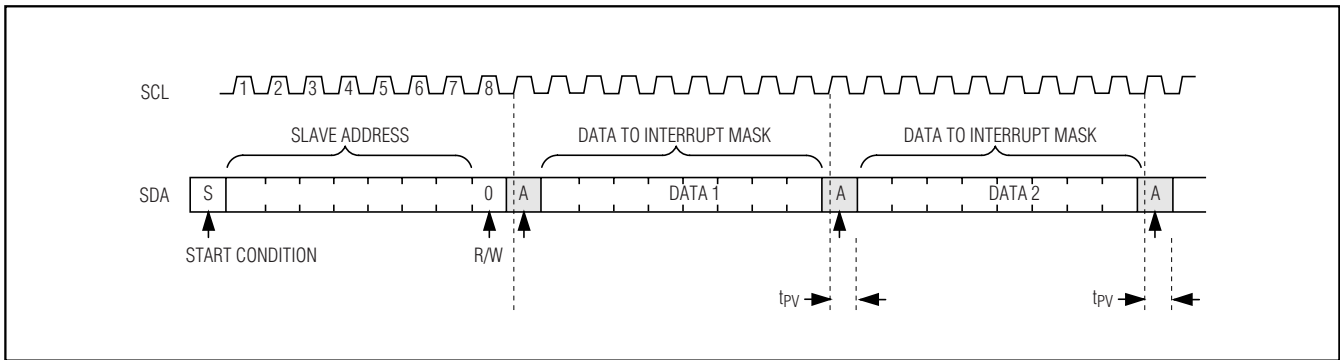 SCL 1 2 3 4 5 6 7 8
SLAVE ADDRESS DATA TO INTERRUPT MASK DATA TO INTERRUPT MASK
SDA S 0 A DATA 1 A DATA 2 A
START CONDITION R/W
tPV tPV